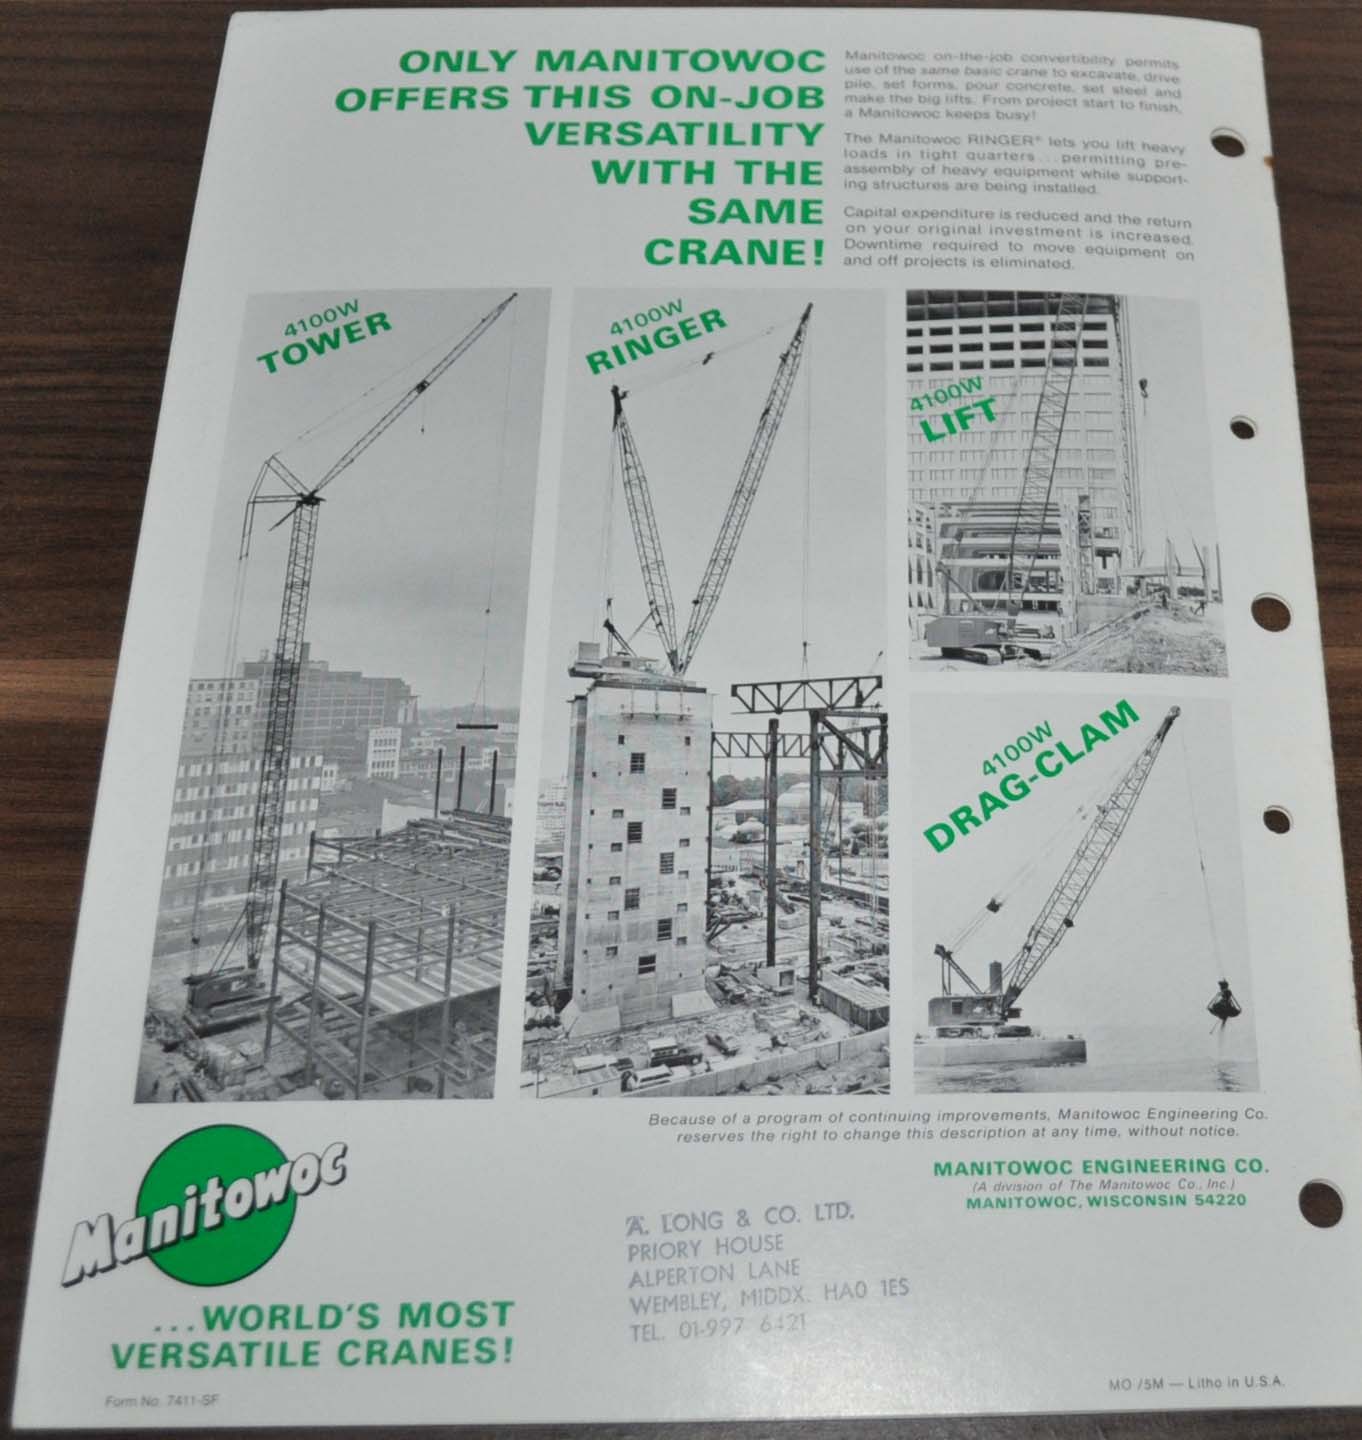 ONLY MANITOWOC
OFFERS THIS ON-JOB
VERSATILITY
WITH THE
SAME
CRANE!
Manitowoc on-the-job convertibility permits
use of the same basic crane to excavate, drive
pile, set forms, pour concrete, set steel and
make the big lifts. From project start to finish,
a Manitowoc keeps busy!
The Manitowoc RINGER® lets you lift heavy
loads in tight quarters...permitting pre-
assembly of heavy equipment while support-
ing structures are being installed.
Capital expenditure is reduced and the return
on your original investment is increased.
Downtime required to move equipment on
and off projects is eliminated.
4100W
TOWER
4100W
RINGER
4100W
LIFT
4100W
DRAG-CLAM
Because of a program of continuing improvements, Manitowoc Engineering Co.
reserves the right to change this description at any time, without notice.
MANITOWOC ENGINEERING CO.
(A division of The Manitowoc Co., Inc.)
MANITOWOC, WISCONSIN 54220
Manitowoc
...WORLD'S MOST
VERSATILE CRANES!
A. LONG & CO. LTD.
PRIORY HOUSE
ALPERTON LANE
WEMBLEY, MIDDX. HA0 1ES
TEL. 01-997 6421
Form No. 7411-SF
MO /5M — Litho in U.S.A.